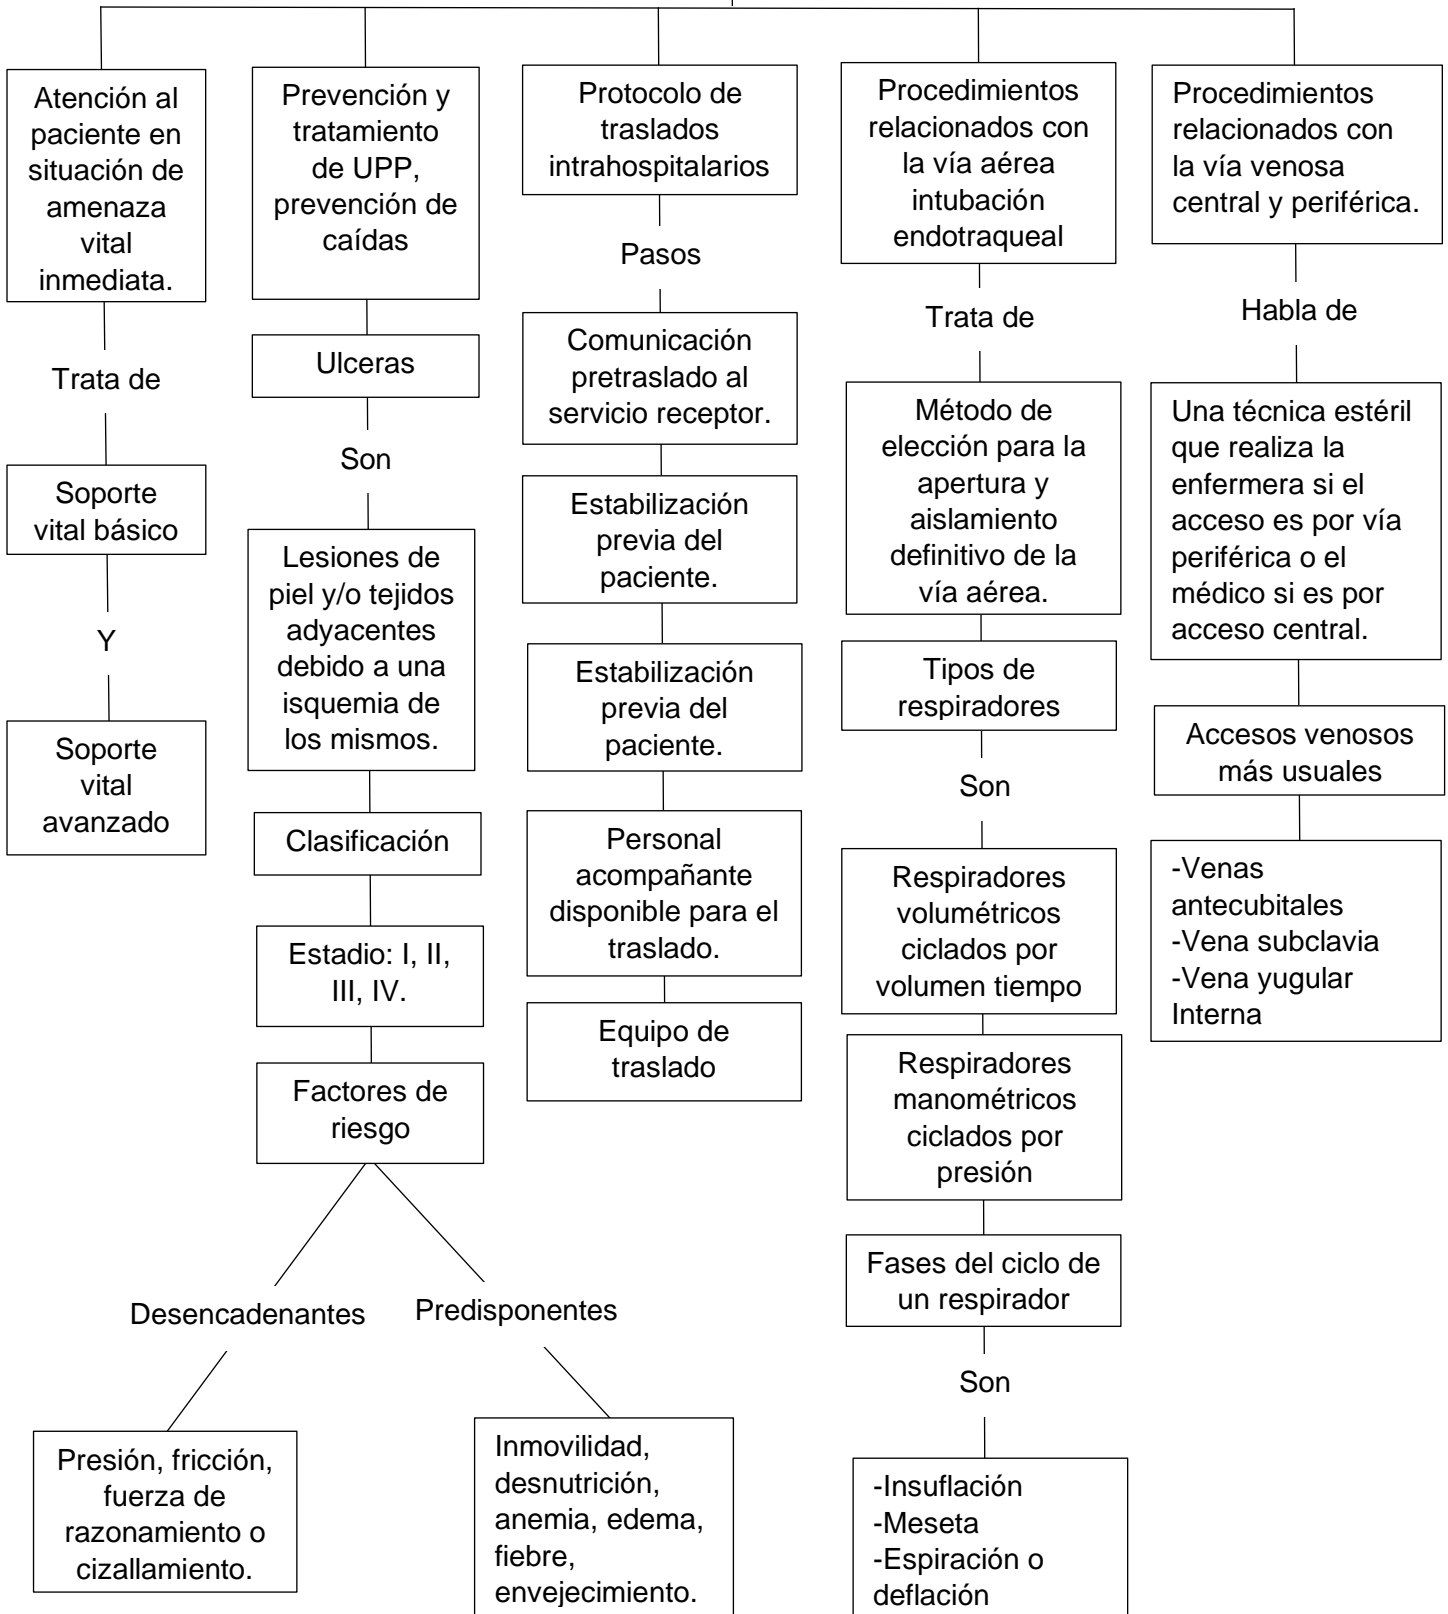 Atención al
paciente en
situación de
amenaza
vital
inmediata.
Trata de
Soporte
vital básico
Y
Soporte
vital
avanzado
Prevención y
tratamiento
de UPP,
prevención de
caídas
Ulceras
Son
Lesiones de
piel y/o tejidos
adyacentes
debido a una
isquemia de
los mismos.
Clasificación
Estadio: I, II,
III, IV.
Factores de
riesgo
Desencadenantes
Presión, fricción,
fuerza de
razonamiento o
cizallamiento.
Predisponentes
Inmovilidad,
desnutrición,
anemia, edema,
fiebre,
envejecimiento.
Protocolo de
traslados
intrahospitalarios
Pasos
Comunicación
pretraslado al
servicio receptor.
Estabilización
previa del
paciente.
Estabilización
previa del
paciente.
Personal
acompañante
disponible para el
traslado.
Equipo de
traslado
Procedimientos
relacionados con
la vía aérea
intubación
endotraqueal
Trata de
Método de
elección para la
apertura y
aislamiento
definitivo de la
vía aérea.
Tipos de
respiradores
Son
Respiradores
volumétricos
ciclados por
volumen tiempo
Respiradores
manométricos
ciclados por
presión
Fases del ciclo de
un respirador
Son
-Insuflación
-Meseta
-Espiración o
deflación
Procedimientos
relacionados con
la vía venosa
central y periférica.
Habla de
Una técnica estéril
que realiza la
enfermera si el
acceso es por vía
periférica o el
médico si es por
acceso central.
Accesos venosos
más usuales
-Venas
antecubitales
-Vena subclavia
-Vena yugular
Interna